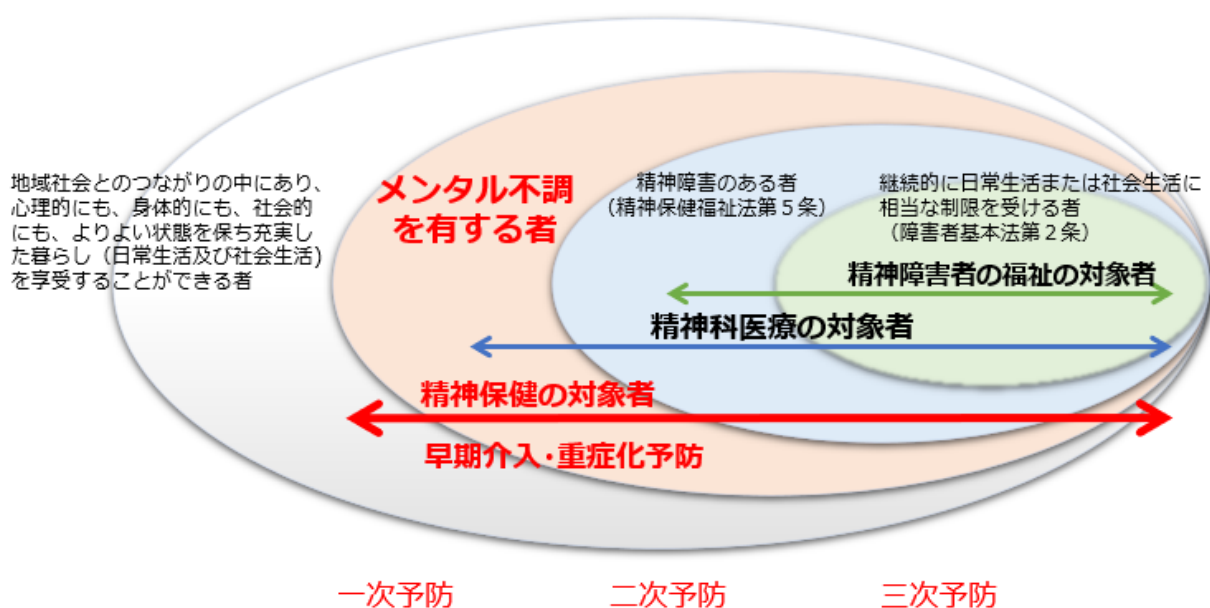 地域社会とのつながりの中にあり、
心理的にも、身体的にも、社会的
にも、よりよい状態を保ち充実し
た暮らし（日常生活及び社会生活)
を享受することができる者
メンタル不調
を有する者
精神障害のある者
（精神保健福祉法第５条）
継続的に日常生活または社会生活に
相当な制限を受ける者
（障害者基本法第２条）
精神障害者の福祉の対象者
精神科医療の対象者
精神保健の対象者
早期介入・重症化予防
一次予防
二次予防
三次予防